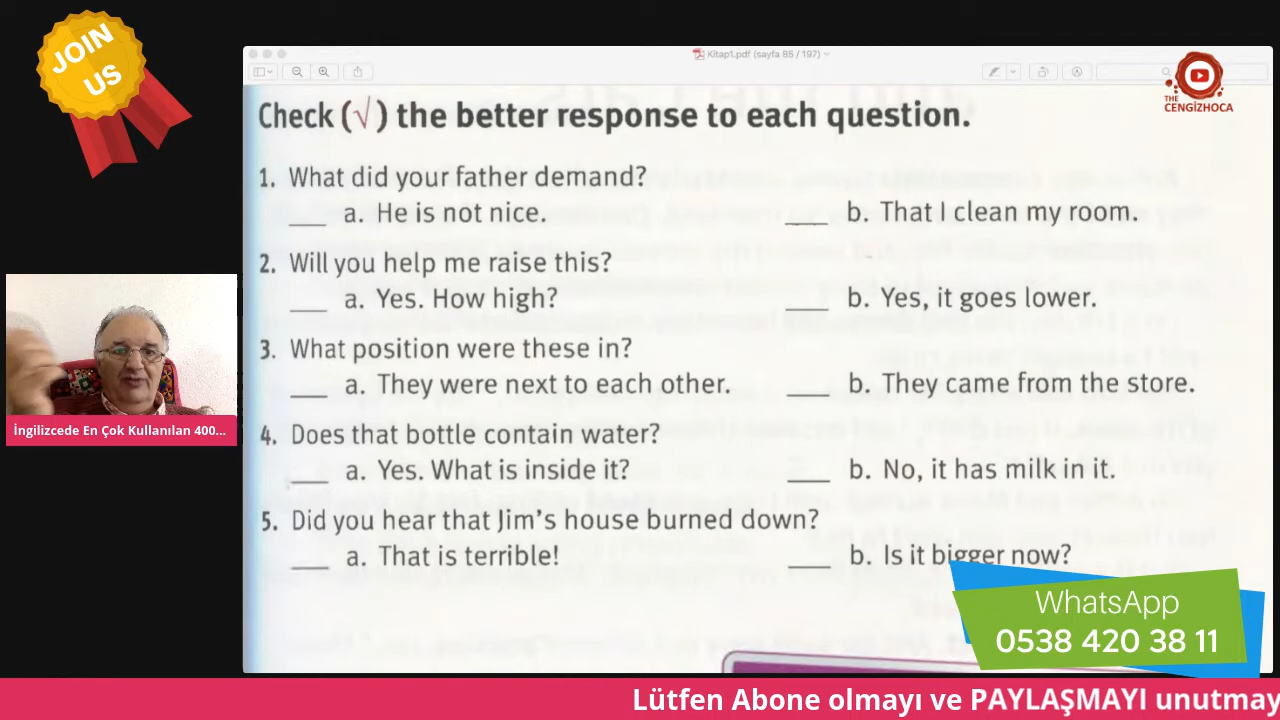 JOIN
US
Kitap1.pdf (sayfa 85 / 197)
THE
CENGİZHOCA
Check (√) the better response to each question.
1. What did your father demand?
___ a. He is not nice. ___ b. That I clean my room.
2. Will you help me raise this?
___ a. Yes. How high? ___ b. Yes, it goes lower.
3. What position were these in?
___ a. They were next to each other. ___ b. They came from the store.
4. Does that bottle contain water?
___ a. Yes. What is inside it? ___ b. No, it has milk in it.
5. Did you hear that Jim's house burned down?
___ a. That is terrible! ___ b. Is it bigger now?
İngilizcede En Çok Kullanılan 400...
WhatsApp
0538 420 38 11
Lütfen Abone olmayı ve PAYLAŞMAYI unutmay